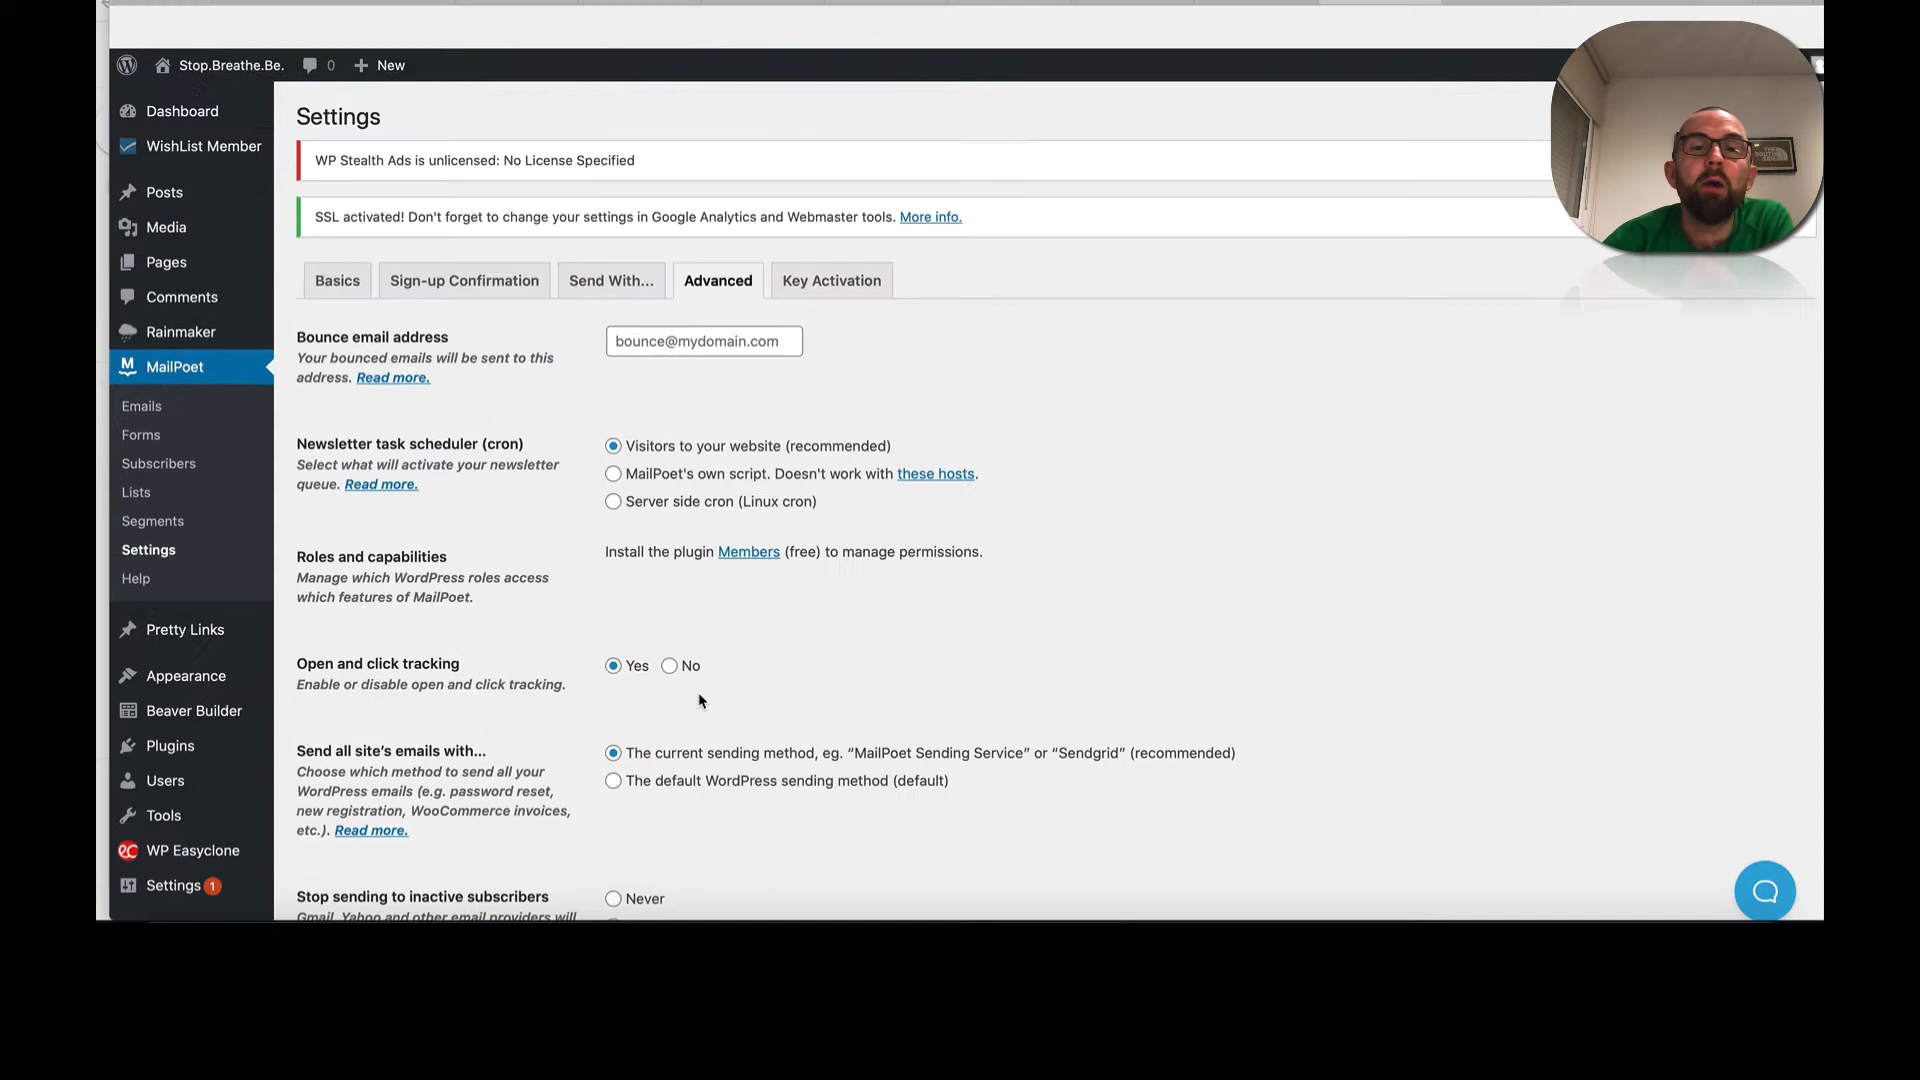 Stop.Breathe.Be. 0 New
Dashboard
WishList Member
Posts
Media
Pages
Comments
Rainmaker
MailPoet
Emails
Forms
Subscribers
Lists
Segments
Settings
Help
Pretty Links
Appearance
Beaver Builder
Plugins
Users
Tools
WP Easyclone
Settings 1
Settings
WP Stealth Ads is unlicensed: No License Specified
SSL activated! Don't forget to change your settings in Google Analytics and Webmaster tools. More info.
Basics Sign-up Confirmation Send With... Advanced Key Activation
Bounce email address
Your bounced emails will be sent to this
address. Read more.
bounce@mydomain.com
Newsletter task scheduler (cron)
Select what will activate your newsletter
queue. Read more.
Visitors to your website (recommended)
MailPoet's own script. Doesn't work with these hosts.
Server side cron (Linux cron)
Roles and capabilities
Manage which WordPress roles access
which features of MailPoet.
Install the plugin Members (free) to manage permissions.
Open and click tracking
Enable or disable open and click tracking.
Yes No
Send all site's emails with...
Choose which method to send all your
WordPress emails (e.g. password reset,
new registration, WooCommerce invoices,
etc.). Read more.
The current sending method, eg. “MailPoet Sending Service” or “Sendgrid” (recommended)
The default WordPress sending method (default)
Stop sending to inactive subscribers
Gmail, Yahoo and other email providers will
Never
THE
SOUTH
SIDE